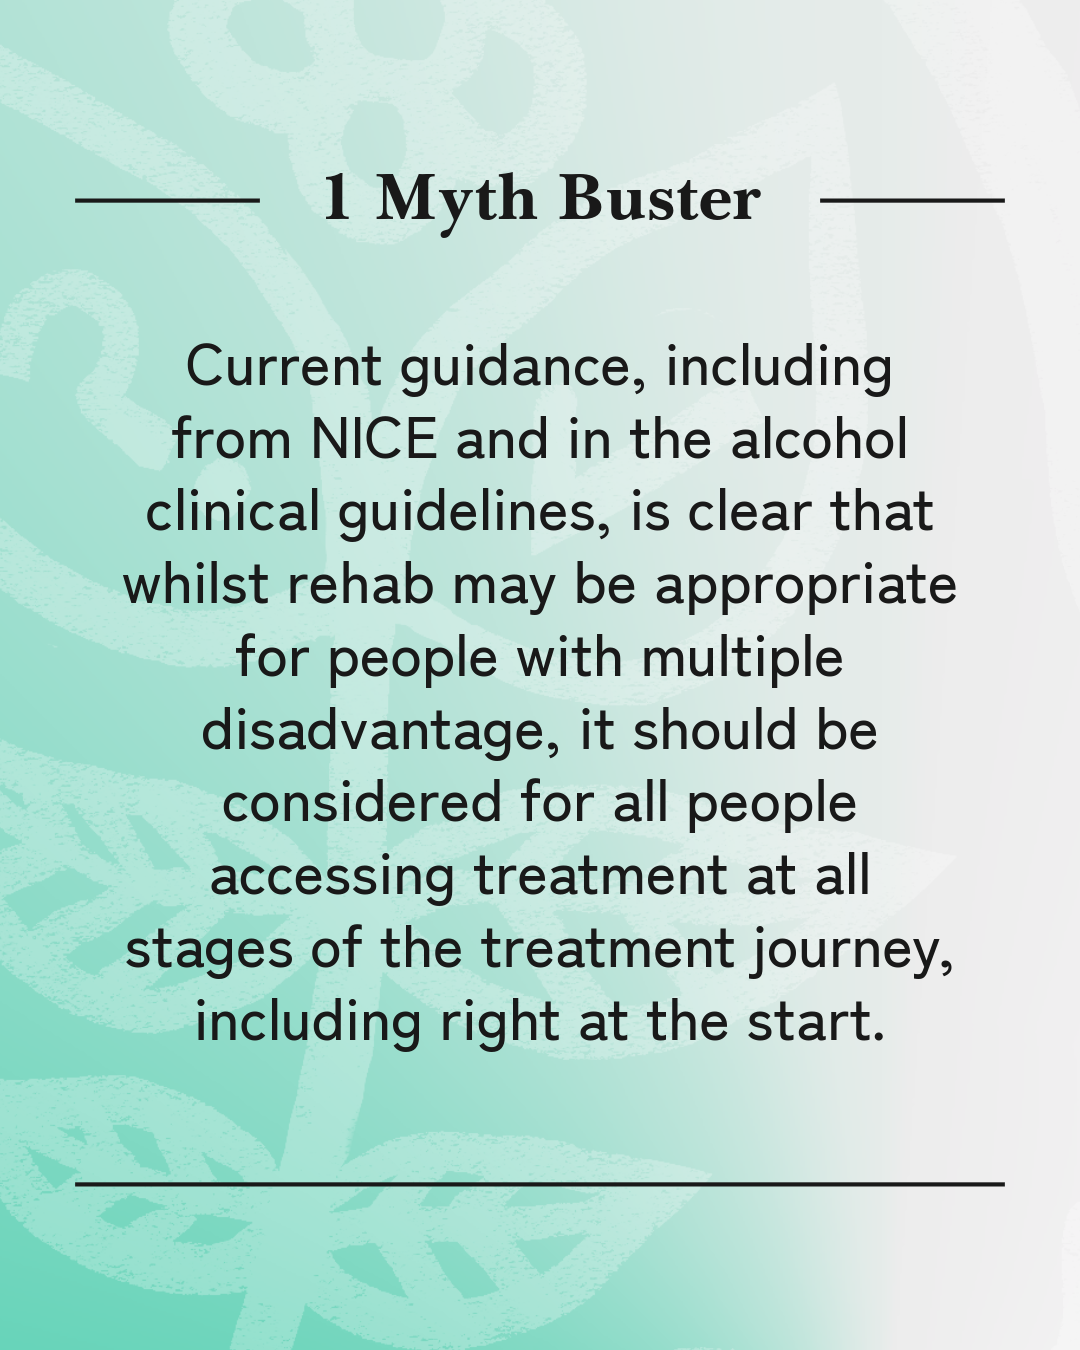 1 Myth Buster
Current guidance, including
from NICE and in the alcohol
clinical guidelines, is clear that
whilst rehab may be appropriate
for people with multiple
disadvantage, it should be
considered for all people
accessing treatment at all
stages of the treatment journey,
including right at the start.